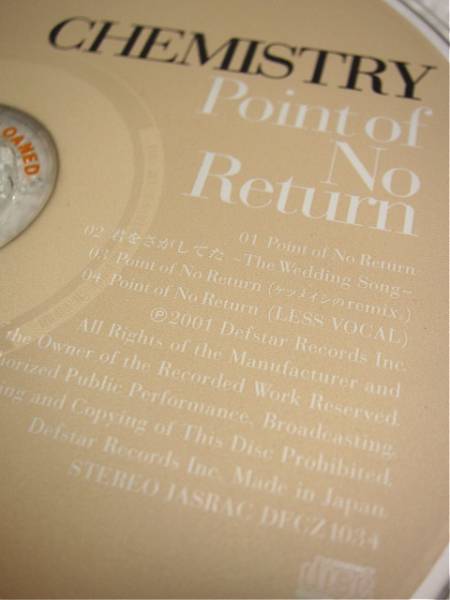 CHEMISTRY
Point of
No
Return
01 Point of No Return
02 君をさがしてた ~The Wedding Song~
03 Point of No Return (ケツメイシのremix.)
04 Point of No Return (LESS VOCAL)
Ⓟ2001 Defstar Records Inc.
All Rights of the Manufacturer and
the Owner of the Recorded Work Reserved.
orized Public Performance, Broadcasting,
ing and Copying of This Disc Prohibited.
Defstar Records Inc. Made in Japan.
STEREO JASRAC DFCZ1034
OANED